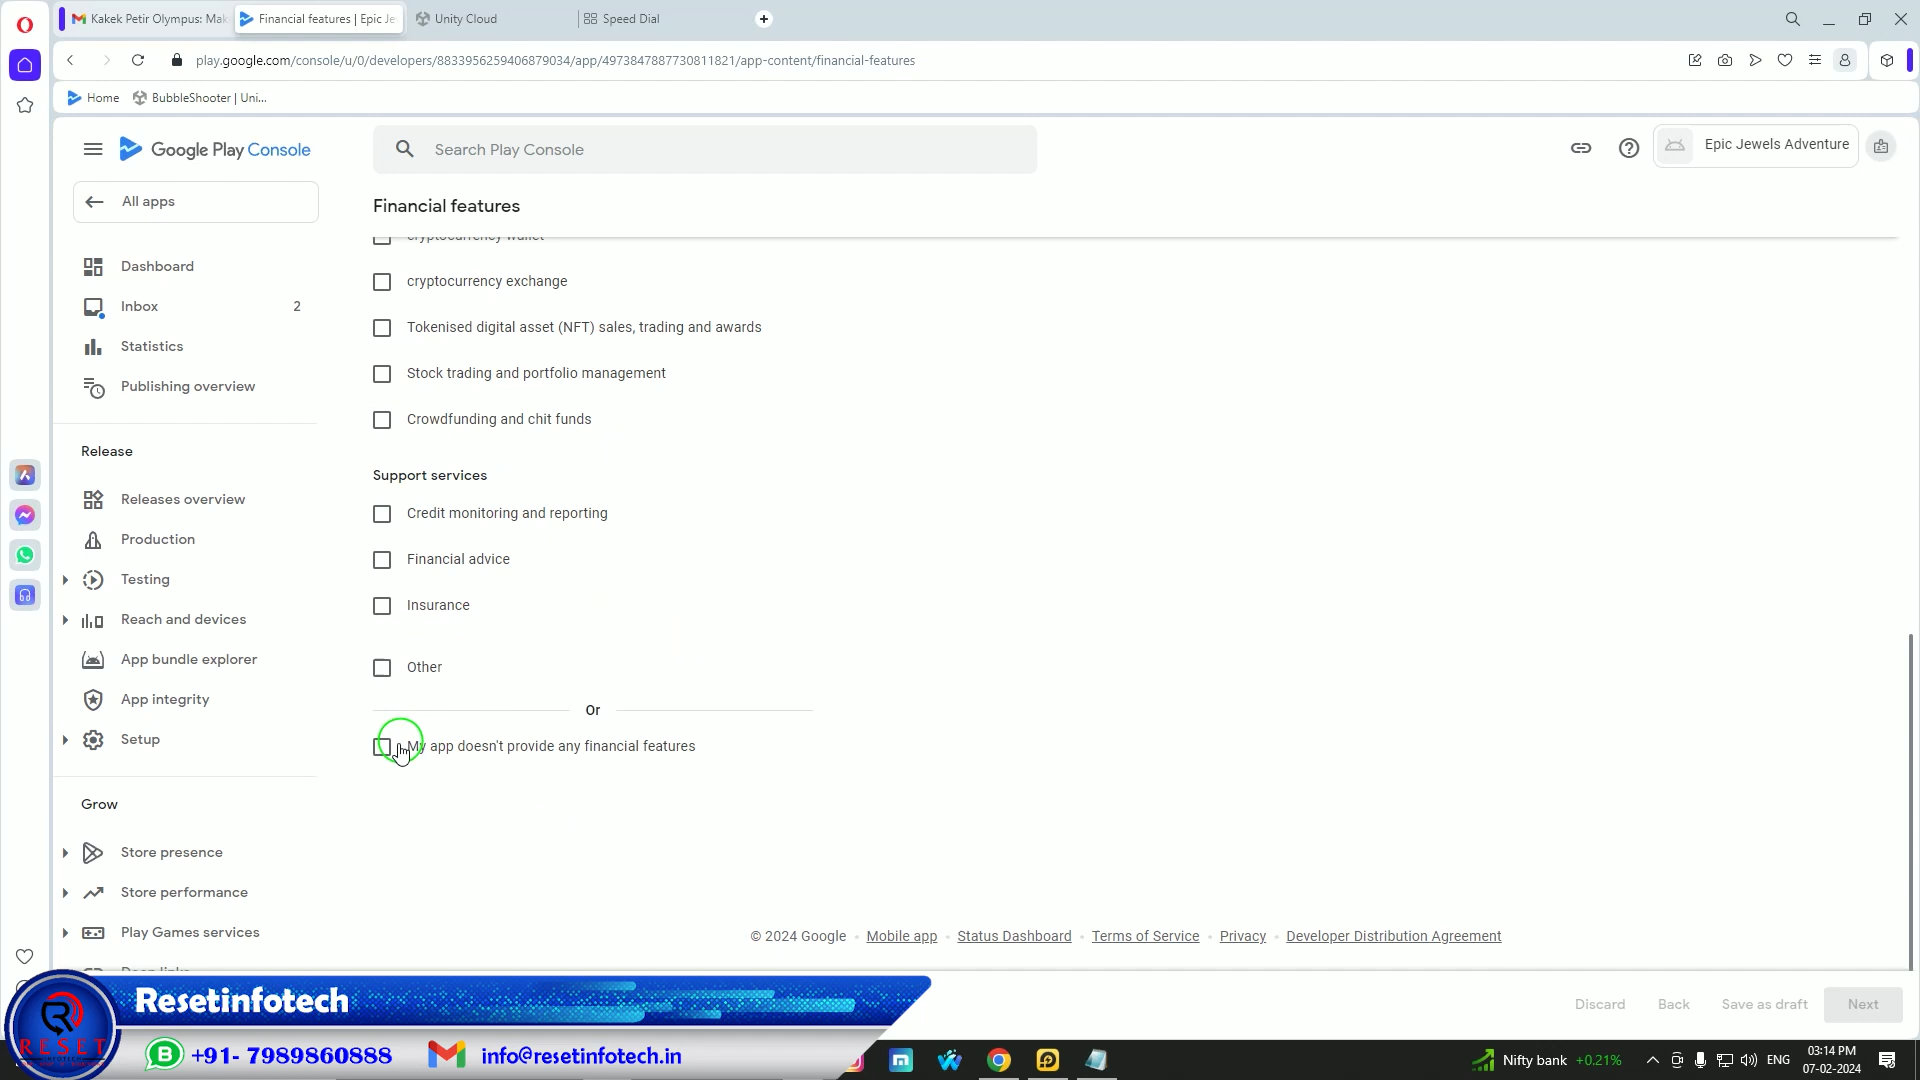 Kakek Petir Olympus: Mak
Financial features | Epic Je
Unity Cloud
Speed Dial
play.google.com/console/u/0/developers/8833956259406879034/app/4973847887730811821/app-content/financial-features
Home
BubbleShooter | Uni...
Google Play Console
Search Play Console
Epic Jewels Adventure
All apps
Financial features
Dashboard
Inbox 2
Statistics
Publishing overview
Release
Releases overview
Production
Testing
Reach and devices
App bundle explorer
App integrity
Setup
Grow
Store presence
Store performance
Play Games services
cryptocurrency wallet
cryptocurrency exchange
Tokenised digital asset (NFT) sales, trading and awards
Stock trading and portfolio management
Crowdfunding and chit funds
Support services
Credit monitoring and reporting
Financial advice
Insurance
Other
Or
My app doesn't provide any financial features
© 2024 Google
Mobile app
Status Dashboard
Terms of Service
Privacy
Developer Distribution Agreement
Discard
Back
Save as draft
Next
Resetinfotech
RESET
+91- 7989860888
info@resetinfotech.in
Nifty bank +0.21%
ENG
03:14 PM
07-02-2024